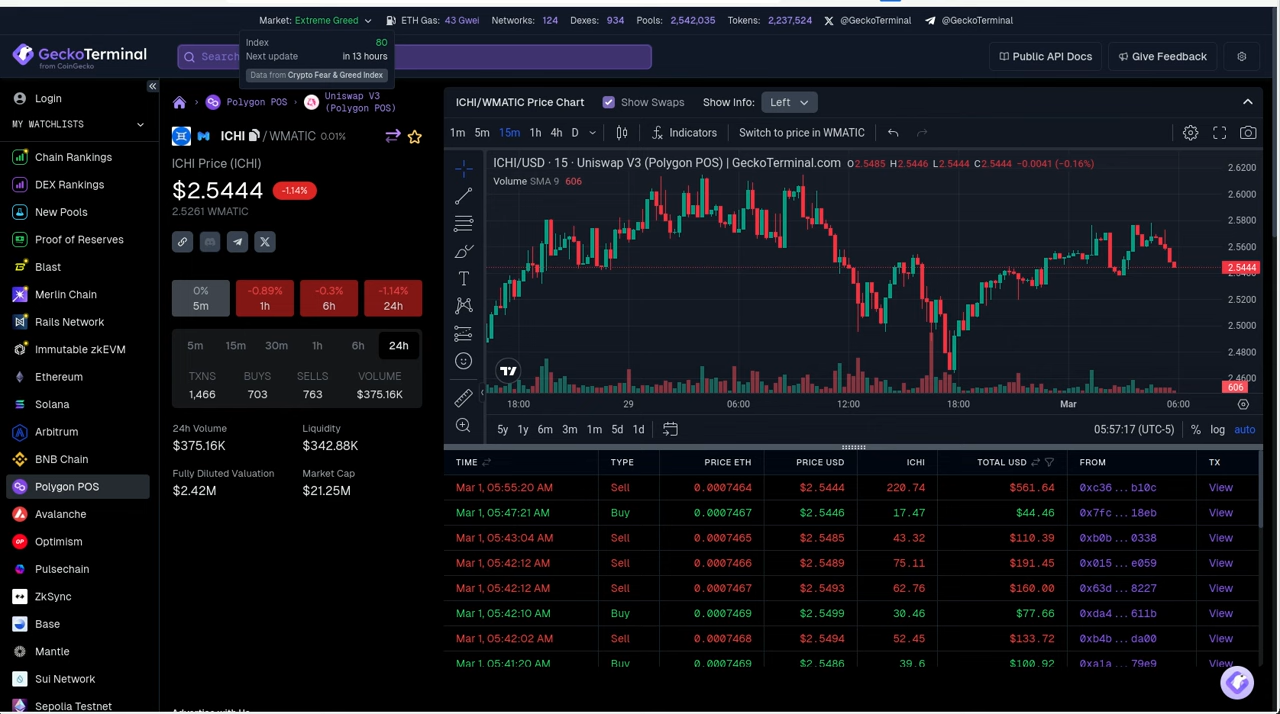 Market: Extreme Greed ETH Gas: 43 Gwei Networks: 124 Dexes: 934 Pools: 2,542,035 Tokens: 2,237,524 @GeckoTerminal @GeckoTerminal
Index 80
Next update in 13 hours
Data from Crypto Fear & Greed Index
GeckoTerminal
from CoinGecko
Search
Public API Docs Give Feedback
Login
MY WATCHLISTS
Chain Rankings
DEX Rankings
New Pools
Proof of Reserves
Blast
Merlin Chain
Rails Network
Immutable zkEVM
Ethereum
Solana
Arbitrum
BNB Chain
Polygon POS
Avalanche
Optimism
Pulsechain
ZkSync
Base
Mantle
Sui Network
Sepolia Testnet
Polygon POS Uniswap V3
(Polygon POS)
ICHI / WMATIC 0.01%
ICHI Price (ICHI)
$2.5444 -1.14%
2.5261 WMATIC
0% -0.89% -0.3% -1.14%
5m 1h 6h 24h
5m 15m 30m 1h 6h 24h
TXNS BUYS SELLS VOLUME
1,466 703 763 $375.16K
24h Volume Liquidity
$375.16K $342.88K
Fully Diluted Valuation Market Cap
$2.42M $21.25M
ICHI/WMATIC Price Chart Show Swaps Show Info: Left
1m 5m 15m 1h 4h D Indicators Switch to price in WMATIC
ICHI/USD · 15 · Uniswap V3 (Polygon POS) | GeckoTerminal.com O2.5485 H2.5446 L2.5444 C2.5444 -0.0041 (-0.16%)
Volume SMA 9 606
2.6200
2.6000
2.5800
2.5600
2.5444
2.5200
2.5000
2.4800
2.4600
606
18:00 29 06:00 12:00 18:00 Mar 06:00
5y 1y 6m 3m 1m 5d 1d 05:57:17 (UTC-5) % log auto
TIME TYPE PRICE ETH PRICE USD ICHI TOTAL USD FROM TX
Mar 1, 05:55:20 AM Sell 0.0007464 $2.5444 220.74 $561.64 0xc36 ... b10c View
Mar 1, 05:47:21 AM Buy 0.0007467 $2.5446 17.47 $44.46 0x7fc ... 18eb View
Mar 1, 05:43:04 AM Sell 0.0007465 $2.5485 43.32 $110.39 0xb0b ... 0338 View
Mar 1, 05:42:12 AM Sell 0.0007466 $2.5489 75.11 $191.45 0x015 ... e059 View
Mar 1, 05:42:12 AM Sell 0.0007467 $2.5493 62.76 $160.00 0x63d ... 8227 View
Mar 1, 05:42:10 AM Buy 0.0007469 $2.5499 30.46 $77.66 0xda4 ... 611b View
Mar 1, 05:42:02 AM Sell 0.0007468 $2.5494 52.45 $133.72 0xb4b ... da00 View
Mar 1, 05:41:20 AM Buy 0.0007469 $2.5486 39.6 $100.92 0xa1a ... 79e9 View